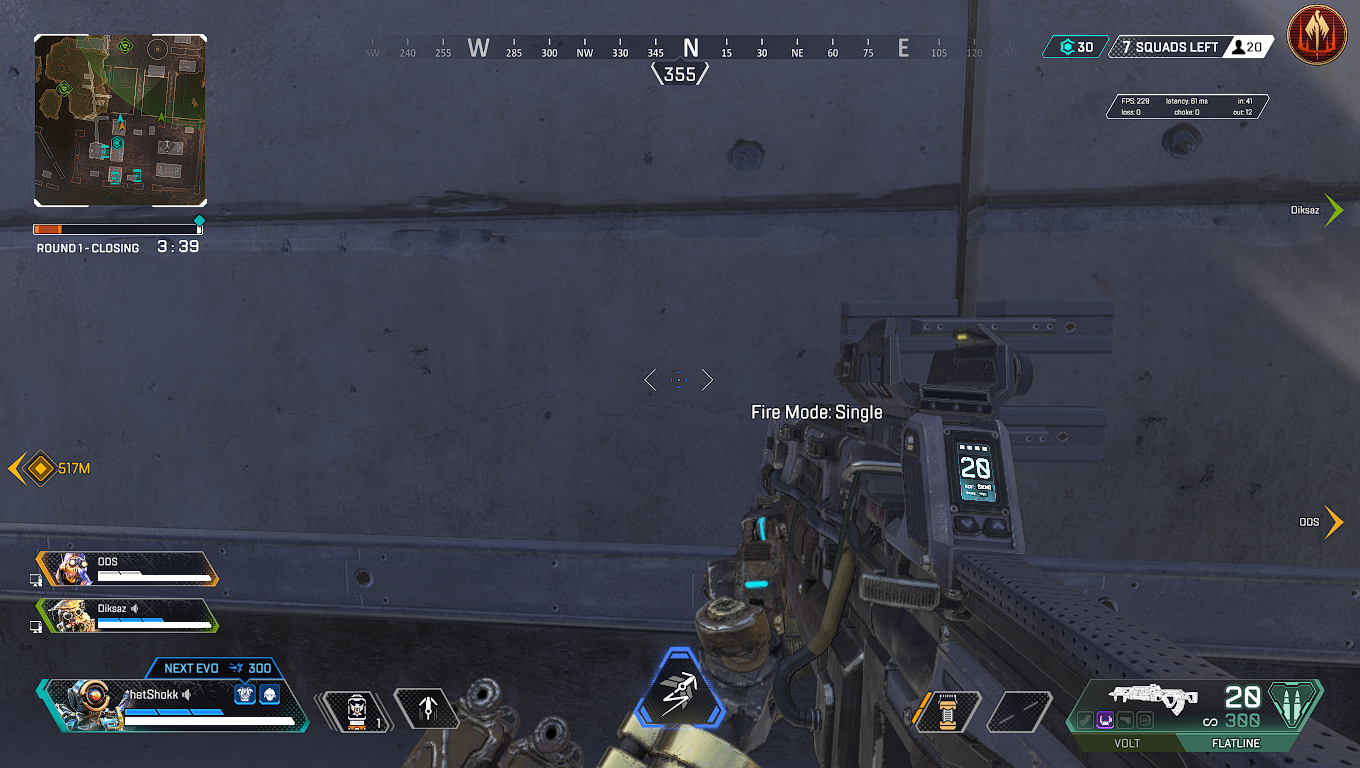 SW 240 255 W 285 300 NW 330 345 N 15 30 NE 60 75 E 105 120
355
30
7 SQUADS LEFT 20
FPS: 229 latency: 81 ms in: 41
loss: 0 choke: 0 out: 12
ROUND 1 - CLOSING 3:39
Diksaz
Fire Mode: Single
20
517M
ODS
ODS
Diksaz
NEXT EVO 300
hetShokk
1
20
∞ 300
VOLT FLATLINE